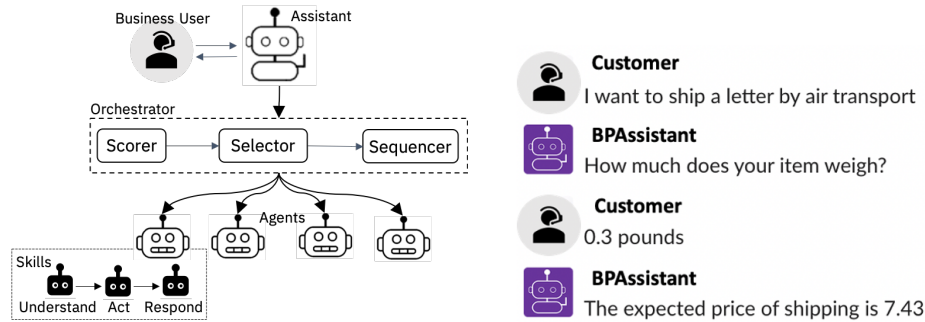 Business User
Assistant
Orchestrator
Scorer
Selector
Sequencer
Agents
Skills
Understand
Act
Respond
Customer
I want to ship a letter by air transport
BPAssistant
How much does your item weigh?
Customer
0.3 pounds
BPAssistant
The expected price of shipping is 7.43